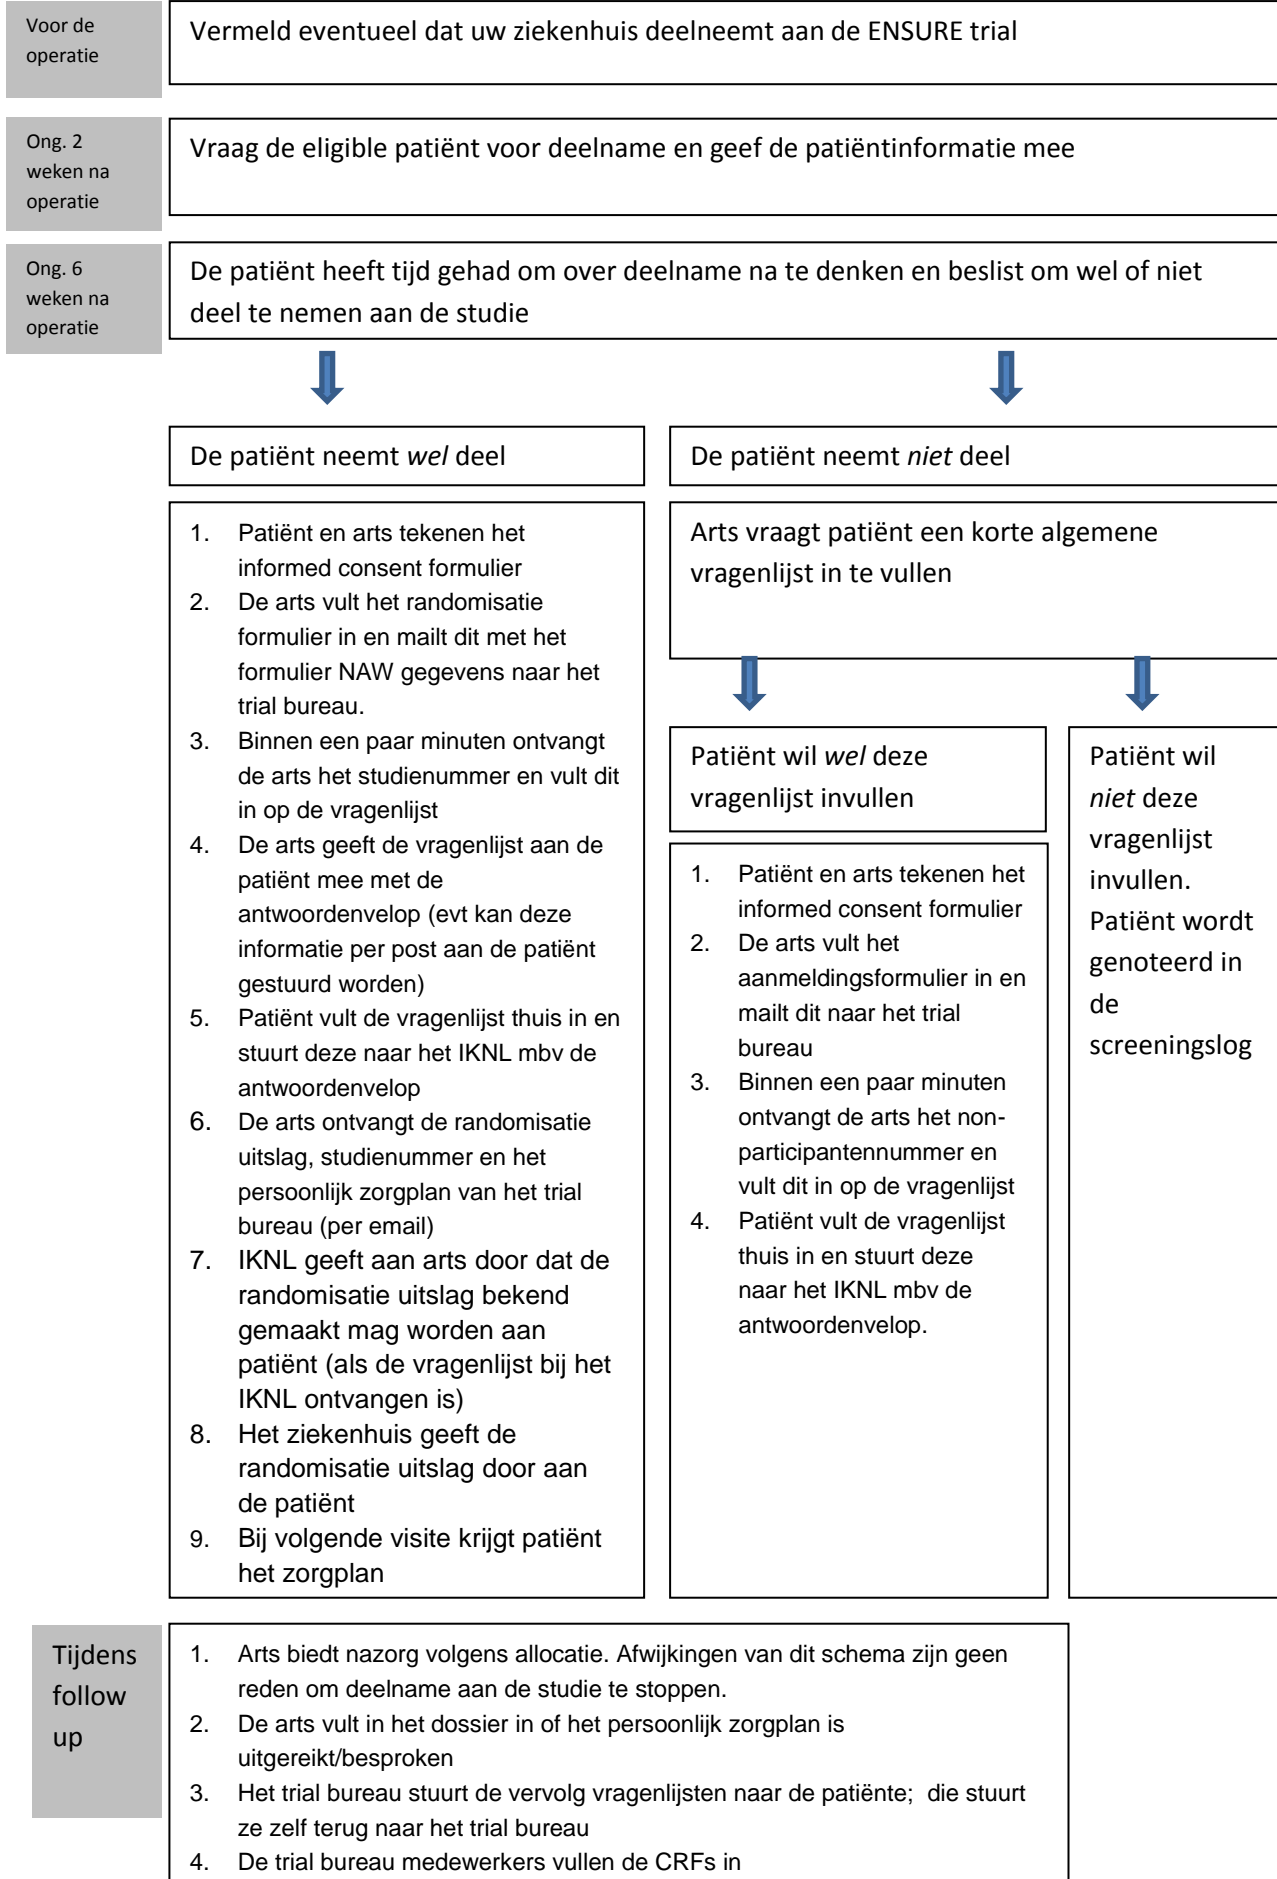 Voor de
operatie
Vermeld eventueel dat uw ziekenhuis deelneemt aan de ENSURE trial
Ong. 2
weken na
operatie
Vraag de eligible patiënt voor deelname en geef de patiëntinformatie mee
Ong. 6
weken na
operatie
De patiënt heeft tijd gehad om over deelname na te denken en beslist om wel of niet
deel te nemen aan de studie
De patiënt neemt wel deel
1. Patiënt en arts tekenen het
informed consent formulier
2. De arts vult het randomisatie
formulier in en mailt dit met het
formulier NAW gegevens naar het
trial bureau.
3. Binnen een paar minuten ontvangt
de arts het studienummer en vult dit
in op de vragenlijst
4. De arts geeft de vragenlijst aan de
patiënt mee met de
antwoordenvelop (evt kan deze
informatie per post aan de patiënt
gestuurd worden)
5. Patiënt vult de vragenlijst thuis in en
stuurt deze naar het IKNL mbv de
antwoordenvelop
6. De arts ontvangt de randomisatie
uitslag, studienummer en het
persoonlijk zorgplan van het trial
bureau (per email)
7. IKNL geeft aan arts door dat de
randomisatie uitslag bekend
gemaakt mag worden aan
patiënt (als de vragenlijst bij het
IKNL ontvangen is)
8. Het ziekenhuis geeft de
randomisatie uitslag door aan
de patiënt
9. Bij volgende visite krijgt patiënt
het zorgplan
De patiënt neemt niet deel
Arts vraagt patiënt een korte algemene
vragenlijst in te vullen
Patiënt wil wel deze
vragenlijst invullen
1. Patiënt en arts tekenen het
informed consent formulier
2. De arts vult het
aanmeldingsformulier in en
mailt dit naar het trial
bureau
3. Binnen een paar minuten
ontvangt de arts het non-
participantennummer en
vult dit in op de vragenlijst
4. Patiënt vult de vragenlijst
thuis in en stuurt deze
naar het IKNL mbv de
antwoordenvelop.
Patiënt wil
niet deze
vragenlijst
invullen.
Patiënt wordt
genoteerd in
de
screeningslog
Tijdens
follow
up
1. Arts biedt nazorg volgens allocatie. Afwijkingen van dit schema zijn geen
reden om deelname aan de studie te stoppen.
2. De arts vult in het dossier in of het persoonlijk zorgplan is
uitgereikt/besproken
3. Het trial bureau stuurt de vervolg vragenlijsten naar de patiënte; die stuurt
ze zelf terug naar het trial bureau
4. De trial bureau medewerkers vullen de CRFs in